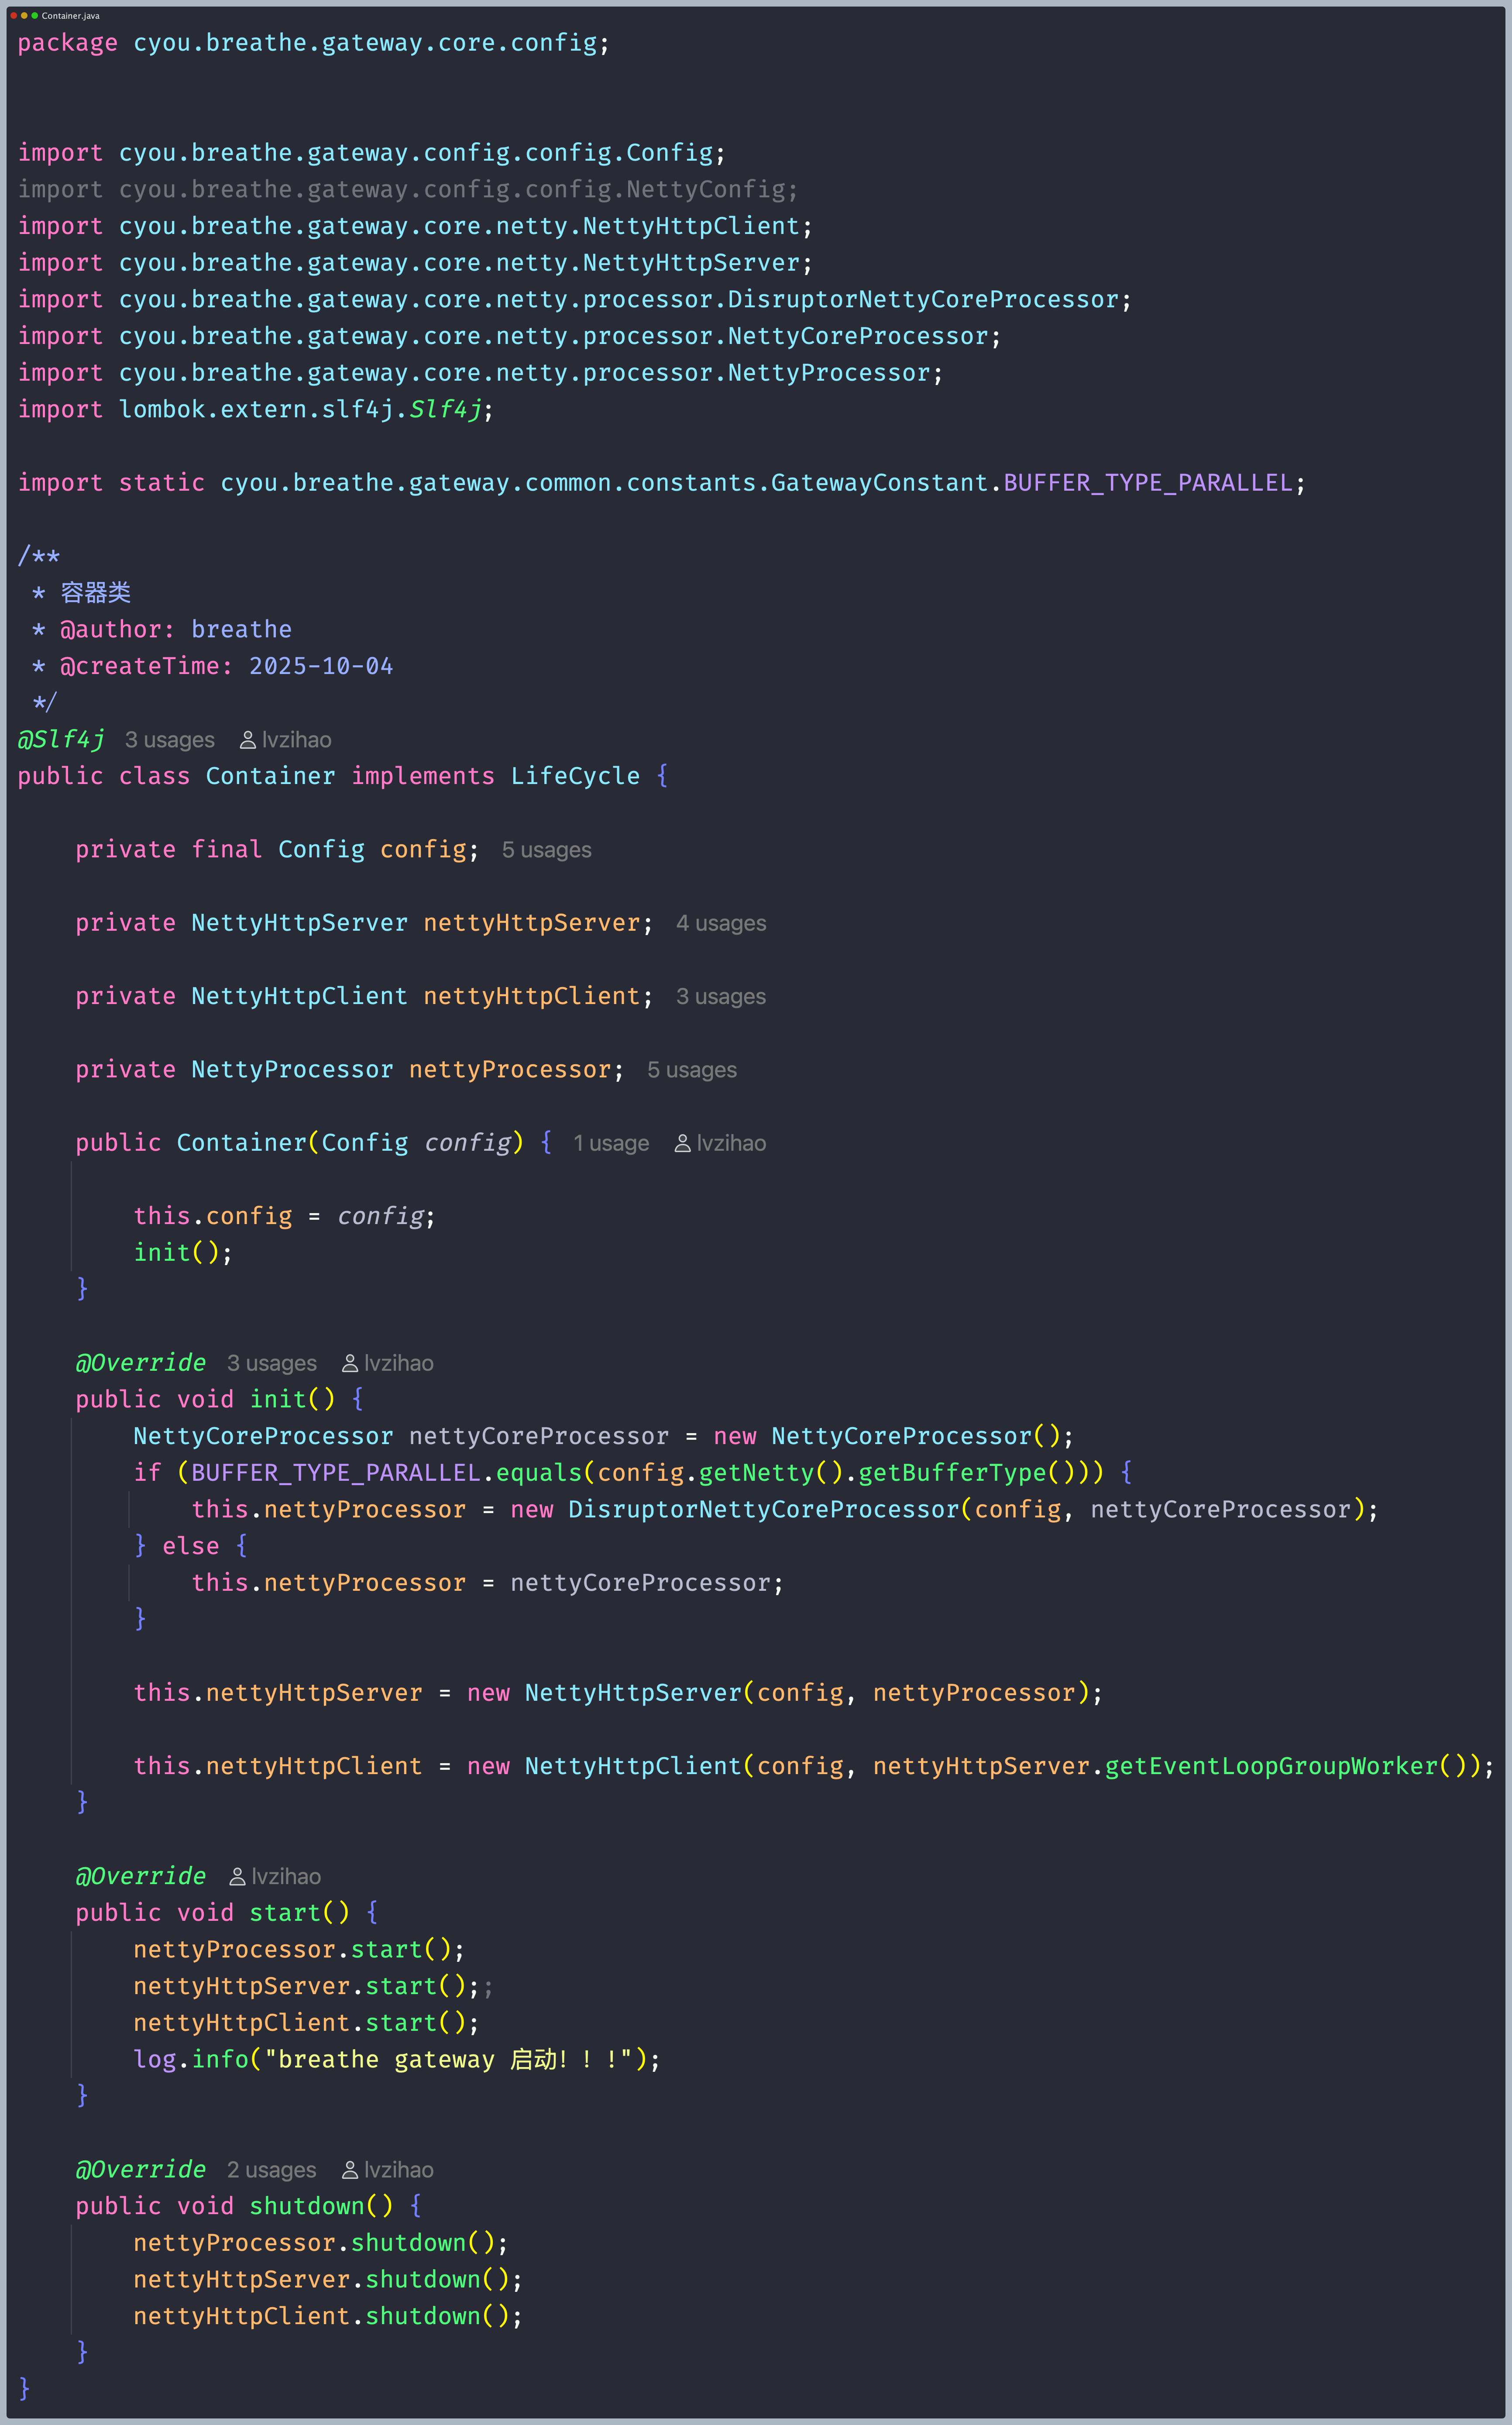 Container.java
package cyou.breathe.gateway.core.config;
import cyou.breathe.gateway.config.config.Config;
import cyou.breathe.gateway.config.config.NettyConfig;
import cyou.breathe.gateway.core.netty.NettyHttpClient;
import cyou.breathe.gateway.core.netty.NettyHttpServer;
import cyou.breathe.gateway.core.netty.processor.DisruptorNettyCoreProcessor;
import cyou.breathe.gateway.core.netty.processor.NettyCoreProcessor;
import cyou.breathe.gateway.core.netty.processor.NettyProcessor;
import lombok.extern.slf4j.Slf4j;
import static cyou.breathe.gateway.common.constants.GatewayConstant.BUFFER_TYPE_PARALLEL;
/**
 * 容器类
 * @author: breathe
 * @createTime: 2025-10-04
 */
@Slf4j 3 usages lvzihao
public class Container implements LifeCycle {
    private final Config config; 5 usages
    private NettyHttpServer nettyHttpServer; 4 usages
    private NettyHttpClient nettyHttpClient; 3 usages
    private NettyProcessor nettyProcessor; 5 usages
    public Container(Config config) { 1 usage lvzihao
        this.config = config;
        init();
    }
    @Override 3 usages lvzihao
    public void init() {
        NettyCoreProcessor nettyCoreProcessor = new NettyCoreProcessor();
        if (BUFFER_TYPE_PARALLEL.equals(config.getNetty().getBufferType())) {
            this.nettyProcessor = new DisruptorNettyCoreProcessor(config, nettyCoreProcessor);
        } else {
            this.nettyProcessor = nettyCoreProcessor;
        }
        this.nettyHttpServer = new NettyHttpServer(config, nettyProcessor);
        this.nettyHttpClient = new NettyHttpClient(config, nettyHttpServer.getEventLoopGroupWorker());
    }
    @Override lvzihao
    public void start() {
        nettyProcessor.start();
        nettyHttpServer.start();;
        nettyHttpClient.start();
        log.info("breathe gateway 启动！！！");
    }
    @Override 2 usages lvzihao
    public void shutdown() {
        nettyProcessor.shutdown();
        nettyHttpServer.shutdown();
        nettyHttpClient.shutdown();
    }
}